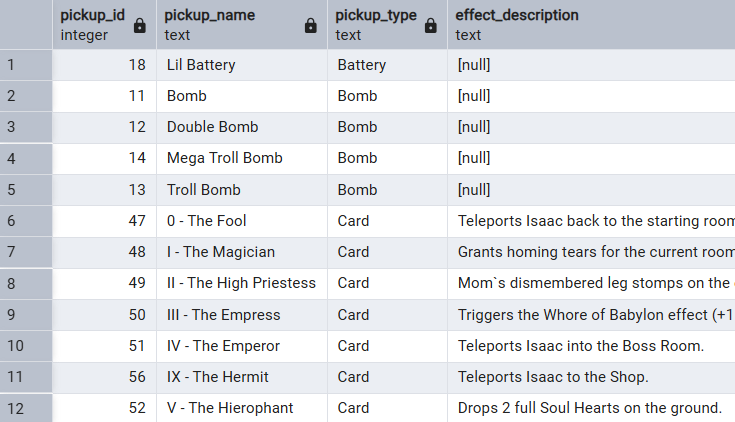 pickup_id pickup_name pickup_type effect_description
integer text text text
1 18 Lil Battery Battery [null]
2 11 Bomb Bomb [null]
3 12 Double Bomb Bomb [null]
4 14 Mega Troll Bomb Bomb [null]
5 13 Troll Bomb Bomb [null]
6 47 0 - The Fool Card Teleports Isaac back to the starting room
7 48 I - The Magician Card Grants homing tears for the current room
8 49 II - The High Priestess Card Mom`s dismembered leg stomps on the
9 50 III - The Empress Card Triggers the Whore of Babylon effect (+1
10 51 IV - The Emperor Card Teleports Isaac into the Boss Room.
11 56 IX - The Hermit Card Teleports Isaac to the Shop.
12 52 V - The Hierophant Card Drops 2 full Soul Hearts on the ground.